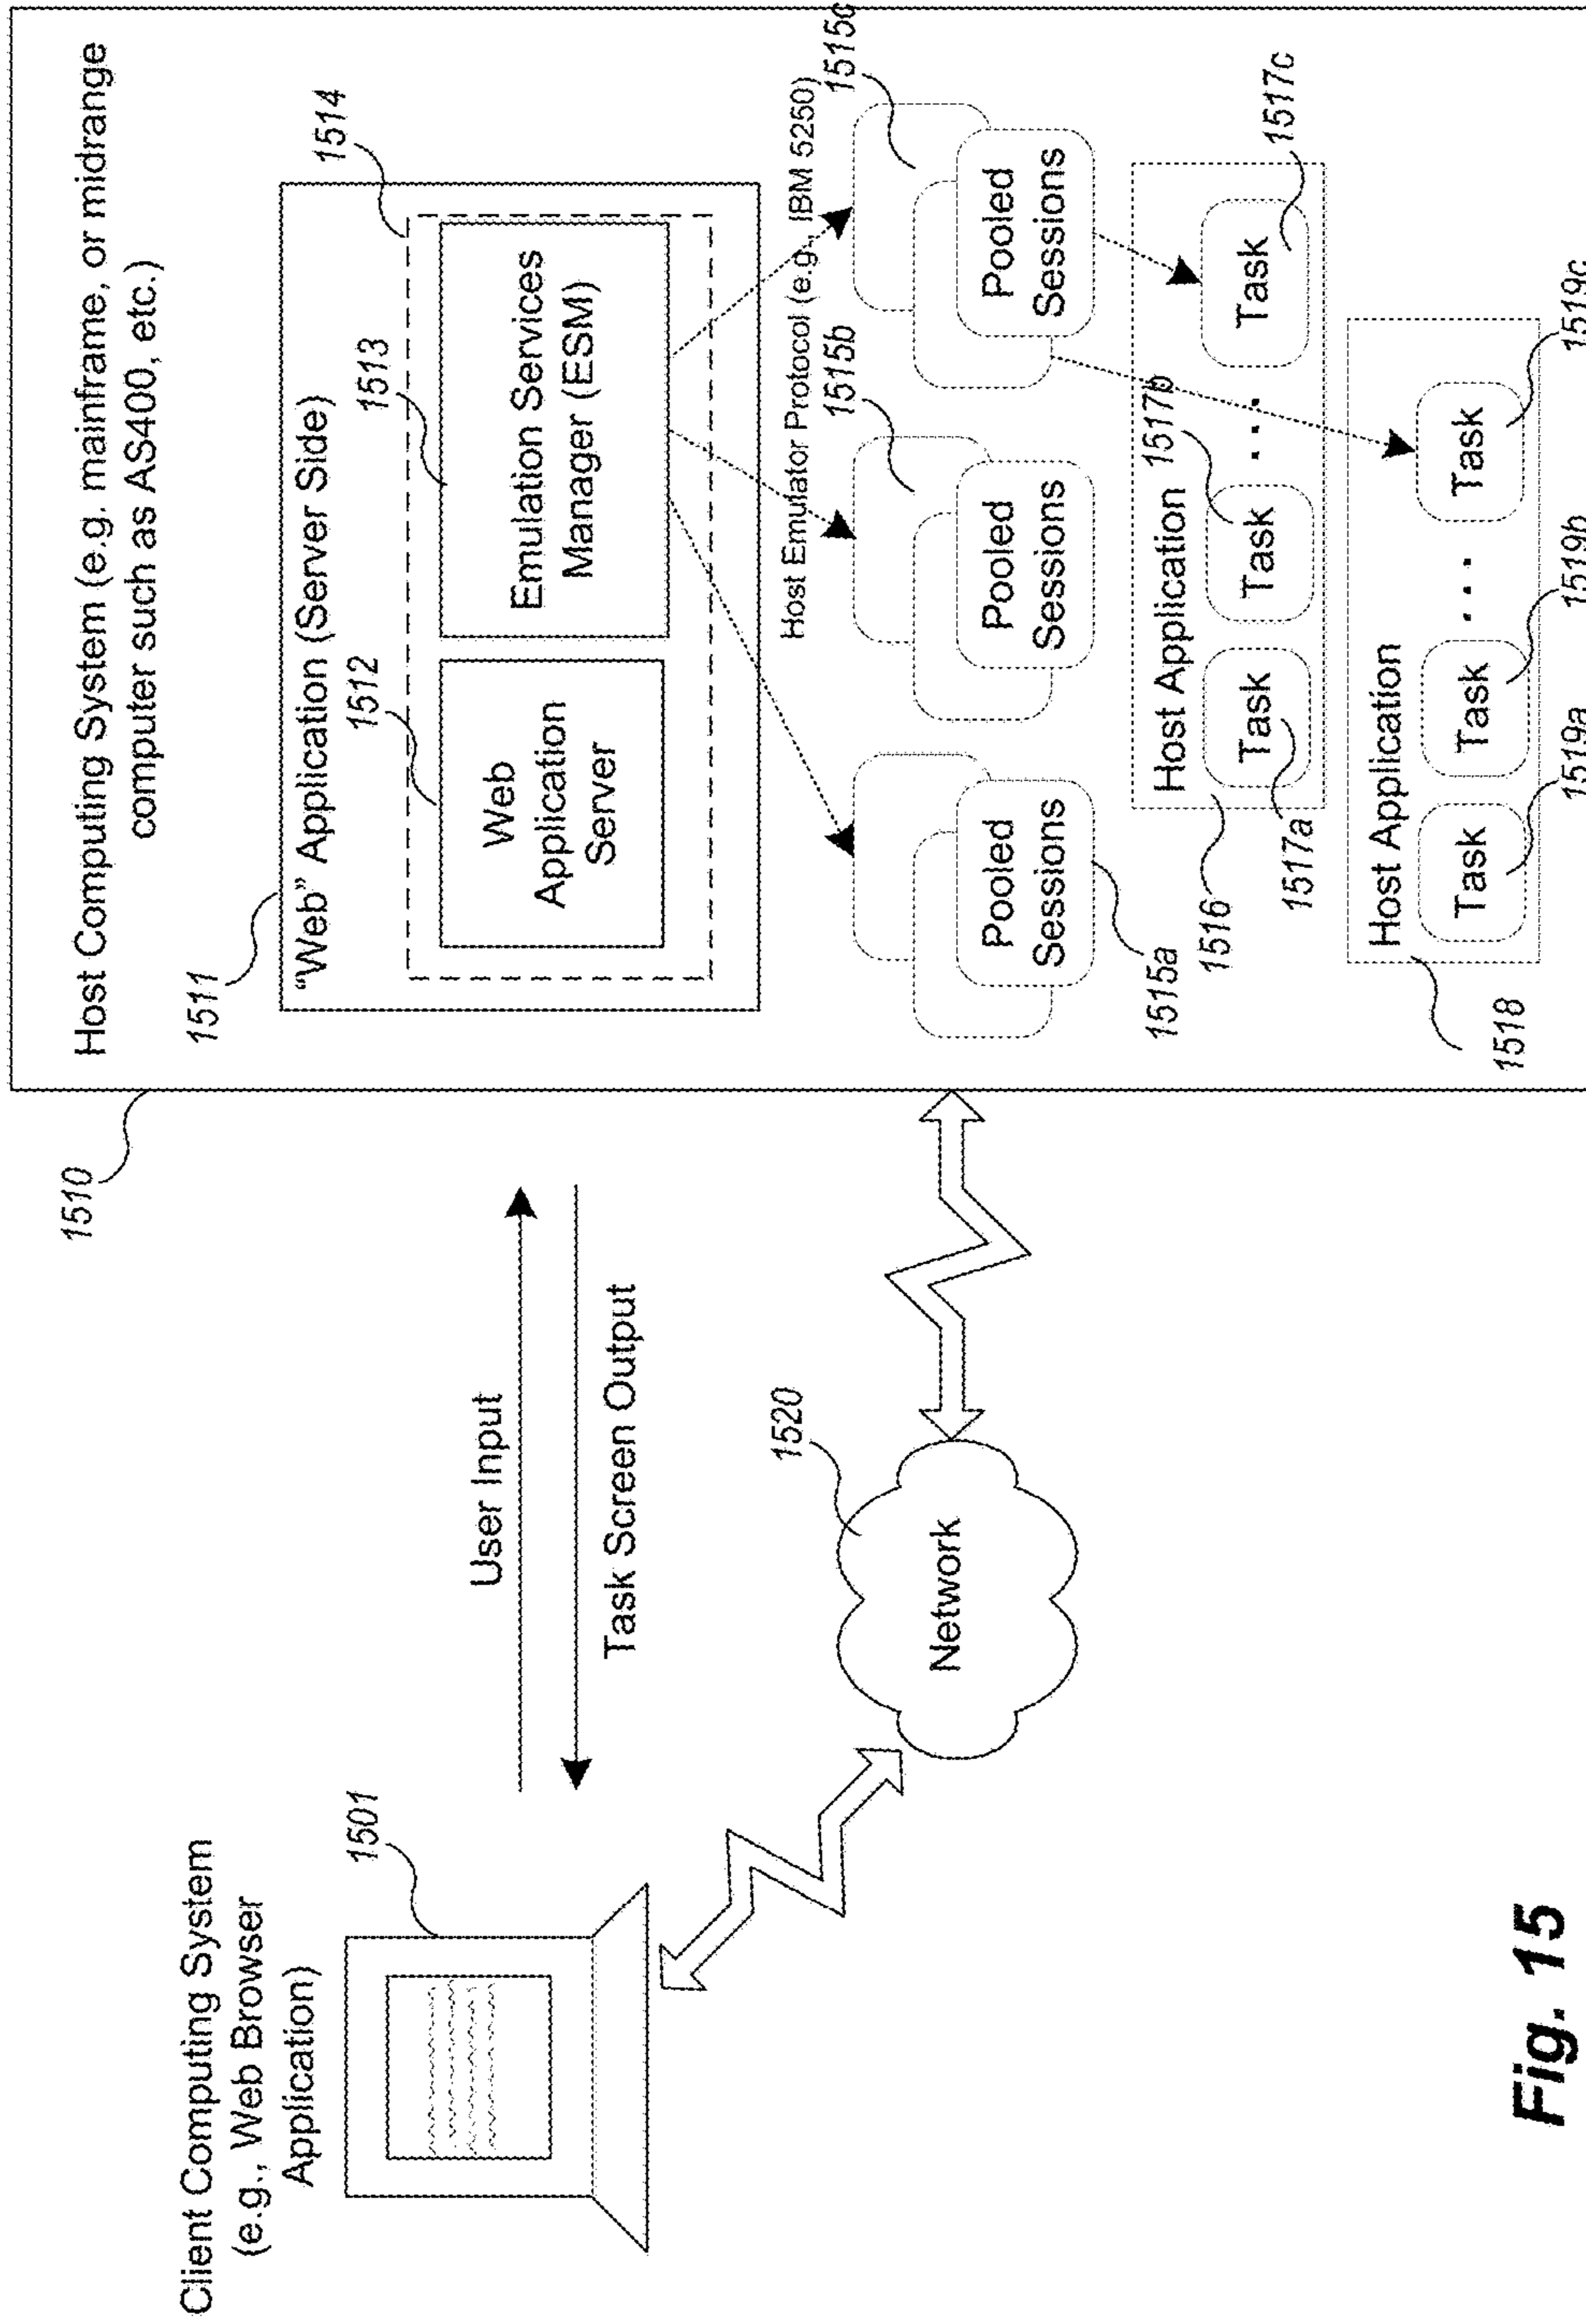 Client Computing System
(e.g., Web Browser
Application)
1501
User Input
Task Screen Output
Network
1520
1510
Host Computing System (e.g. mainframe, or midrange
computer such as AS400, etc.)
1511
"Web" Application (Server Side)
1514
1512
1513
Web
Application
Server
Emulation Services
Manager (ESM)
Host Emulator Protocol (e.g., IBM 5250)
1515b
1515c
Pooled
Sessions
Pooled
Sessions
Pooled
Sessions
1515a
Host Application
1517b
1517c
Task
Task
...
Task
1516
1517a
Host Application
Task
Task
...
Task
1518
1519a
1519b
1519c
Fig. 15